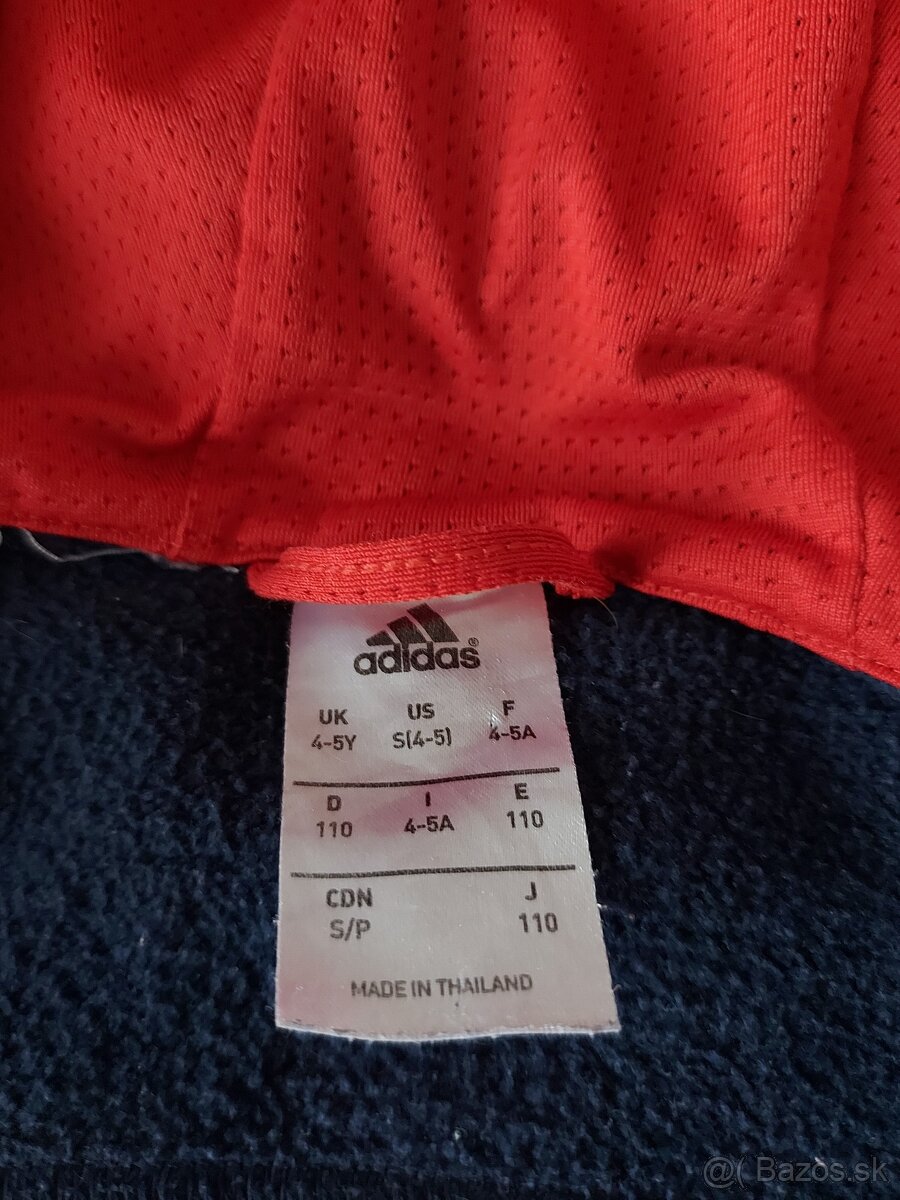 adidas®
UK US F
4-5Y S(4-5) 4-5A
D I E
110 4-5A 110
CDN J
S/P 110
MADE IN THAILAND
@( Bazos.sk